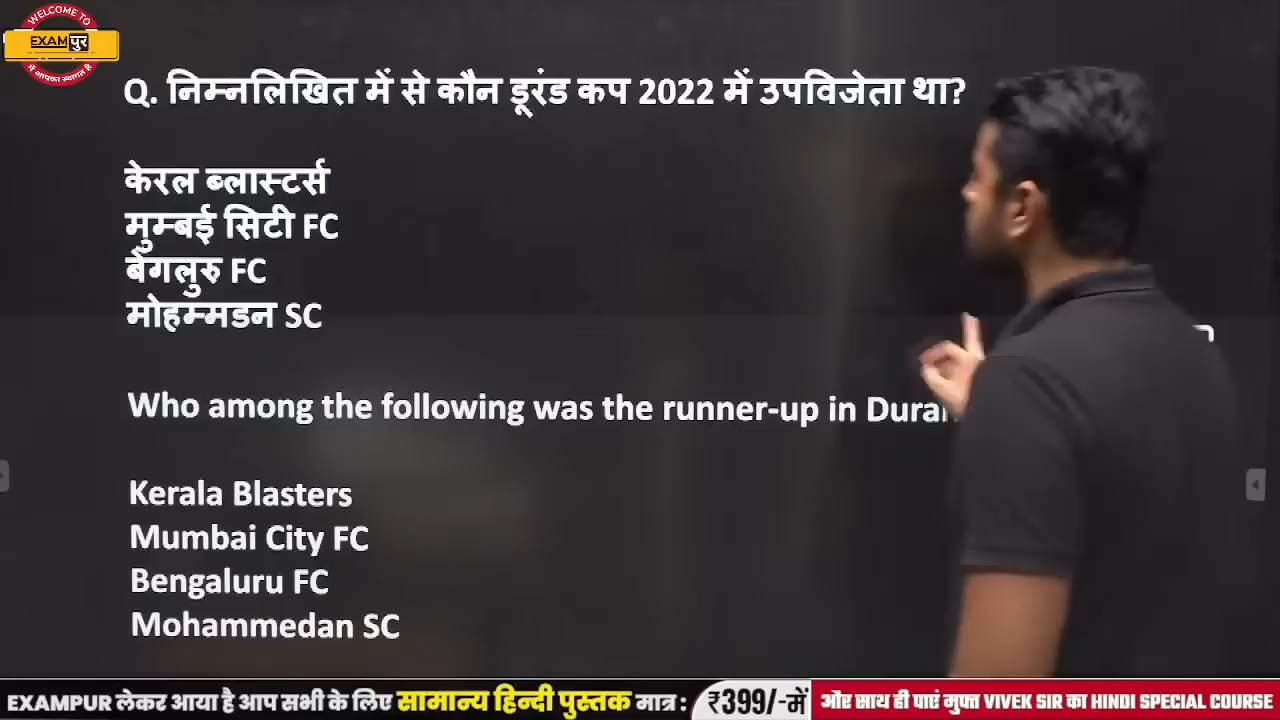 WELCOME TO
EXAMपुर
में आपका स्वागत है
Q. निम्नलिखित में से कौन डूरंड कप 2022 में उपविजेता था?
केरल ब्लास्टर्स
मुम्बई सिटी FC
बेंगलुरु FC
मोहम्मडन SC
Who among the following was the runner-up in
Kerala Blasters
Mumbai City FC
Bengaluru FC
Mohammedan SC
EXAMPUR लेकर आया है आप सभी के लिए सामान्य हिन्दी पुस्तक मात्र : ₹399/-में और साथ ही पाएं मुफ्त VIVEK SIR का HINDI SPECIAL COURSE